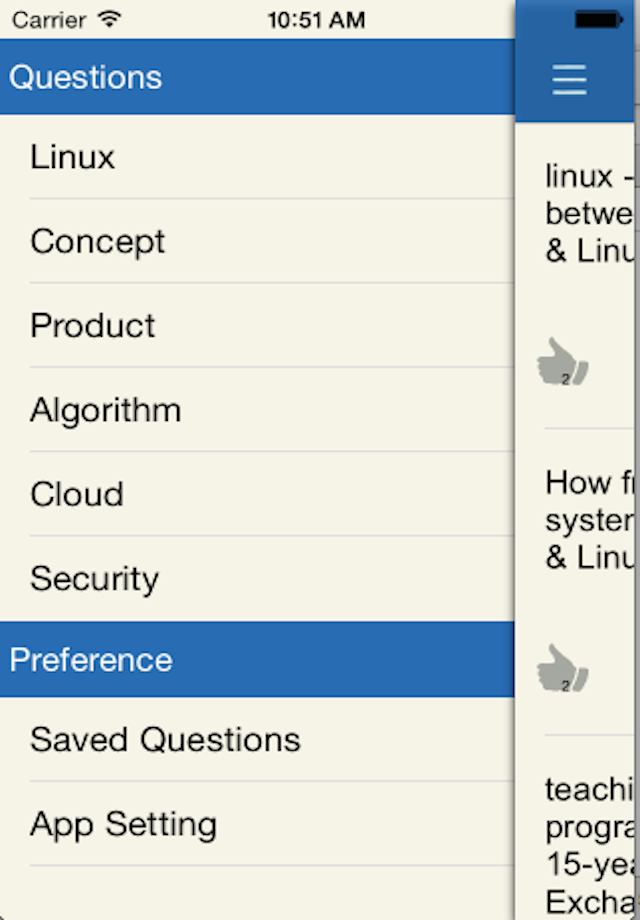 Carrier 10:51 AM
Questions
Linux
Concept
Product
Algorithm
Cloud
Security
Preference
Saved Questions
App Setting
linux -
betwe
& Linu
2
How f
syster
& Linu
2
teachi
progra
15-yea
Excha